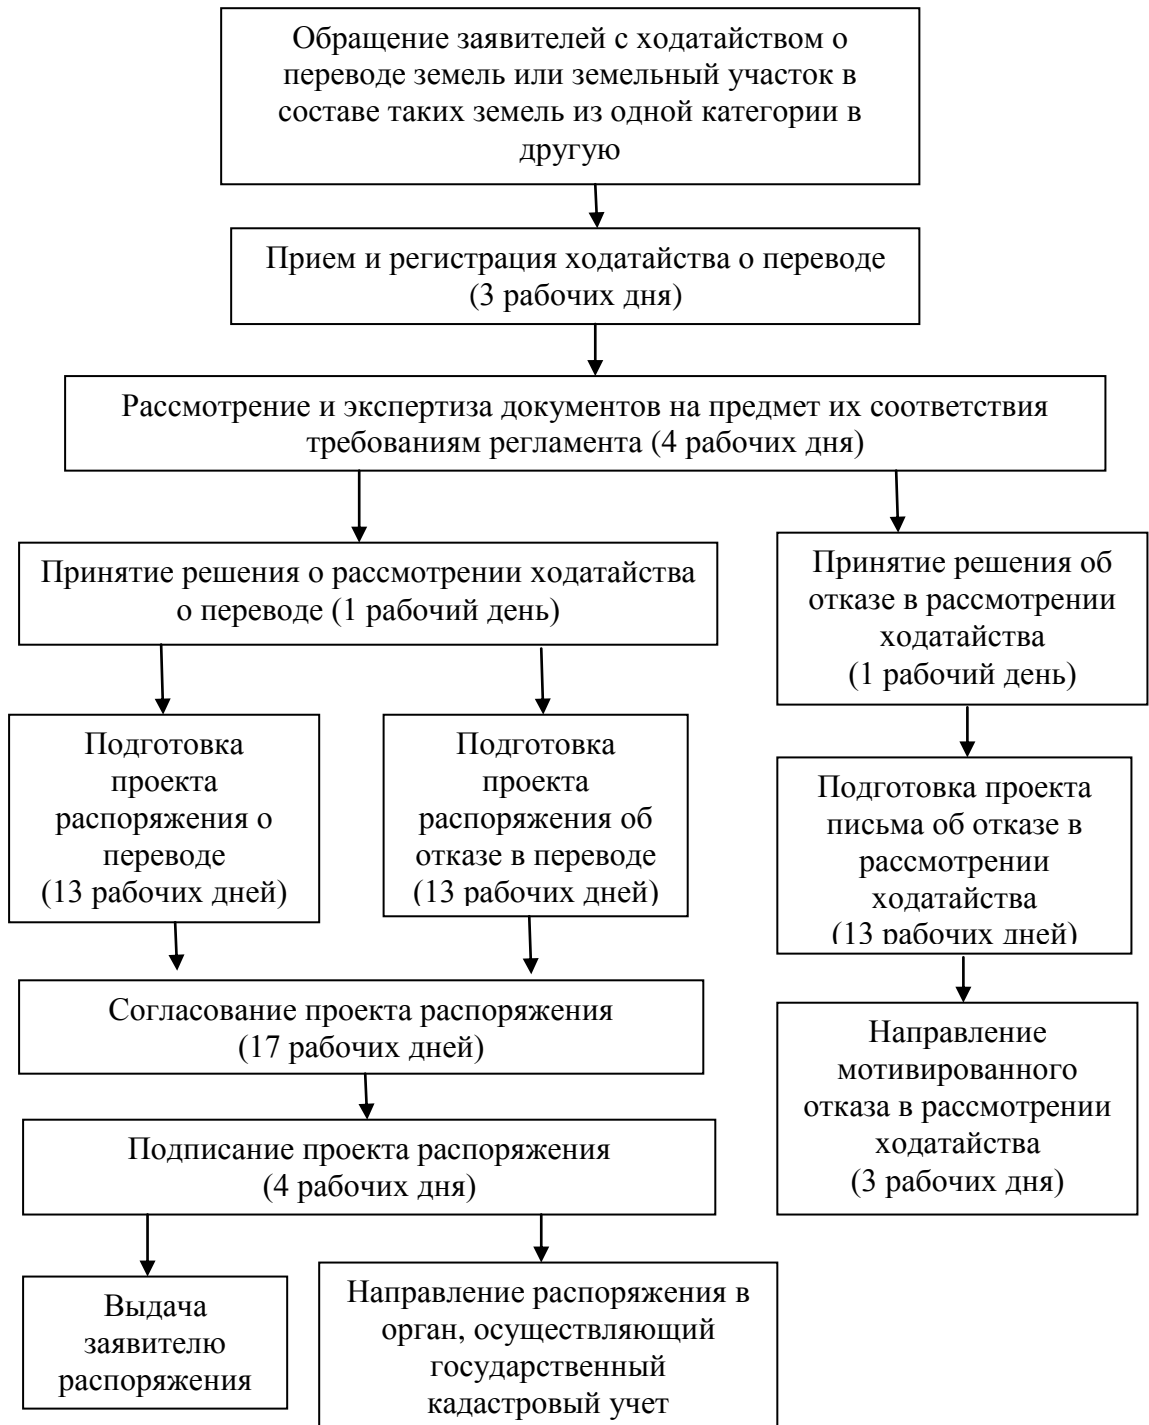 Обращение заявителей с ходатайством о
переводе земель или земельный участок в
составе таких земель из одной категории в
другую
Прием и регистрация ходатайства о переводе
(3 рабочих дня)
Рассмотрение и экспертиза документов на предмет их соответствия
требованиям регламента (4 рабочих дня)
Принятие решения о рассмотрении ходатайства
о переводе (1 рабочий день)
Принятие решения об
отказе в рассмотрении
ходатайства
(1 рабочий день)
Подготовка
проекта
распоряжения о
переводе
(13 рабочих дней)
Подготовка
проекта
распоряжения об
отказе в переводе
(13 рабочих дней)
Подготовка проекта
письма об отказе в
рассмотрении
ходатайства
(13 рабочих дней)
Согласование проекта распоряжения
(17 рабочих дней)
Направление
мотивированного
отказа в рассмотрении
ходатайства
(3 рабочих дня)
Подписание проекта распоряжения
(4 рабочих дня)
Выдача
заявителю
распоряжения
Направление распоряжения в
орган, осуществляющий
государственный
кадастровый учет